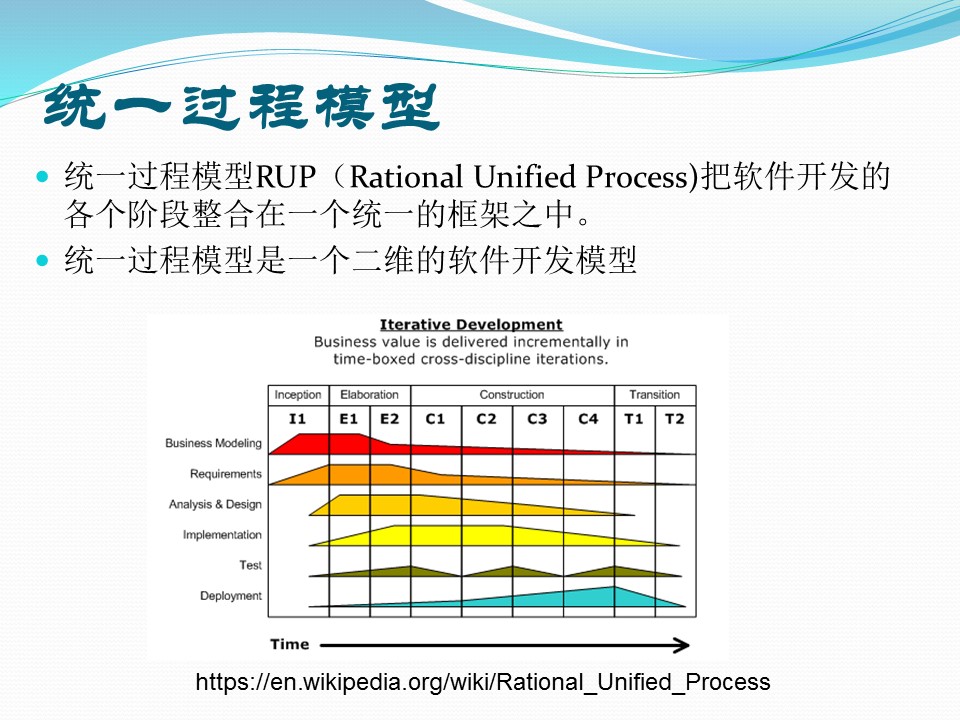 统一过程模型
统一过程模型RUP（Rational Unified Process)把软件开发的
各个阶段整合在一个统一的框架之中。
统一过程模型是一个二维的软件开发模型
Iterative Development
Business value is delivered incrementally in
time-boxed cross-discipline iterations.
Inception Elaboration Construction Transition
I1 E1 E2 C1 C2 C3 C4 T1 T2
Business Modeling
Requirements
Analysis & Design
Implementation
Test
Deployment
Time
https://en.wikipedia.org/wiki/Rational_Unified_Process